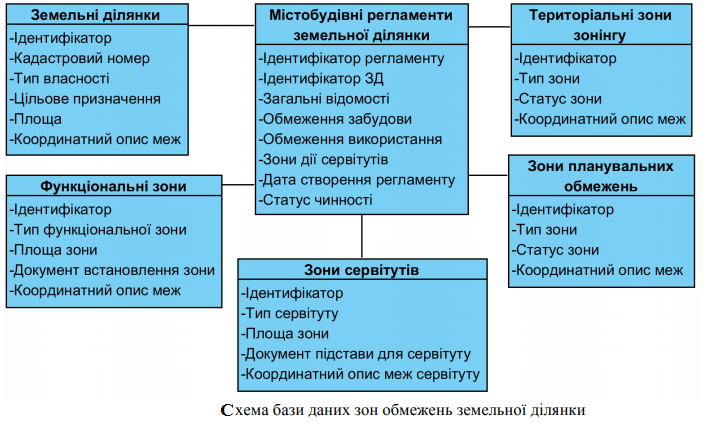 Земельні ділянки
-Ідентифікатор
-Кадастровий номер
-Тип власності
-Цільове призначення
-Площа
-Координатний опис меж
Містобудівні регламенти
земельної ділянки
-Ідентифікатор регламенту
-Ідентифікатор ЗД
-Загальні відомості
-Обмеження забудови
-Обмеження використання
-Зони дії сервітутів
-Дата створення регламенту
-Статус чинності
Територіальні зони
зонінгу
-Ідентифікатор
-Тип зони
-Статус зони
-Координатний опис меж
Функціональні зони
-Ідентифікатор
-Тип функціональної зони
-Площа зони
-Документ встановлення зони
-Координатний опис меж
Зони планувальних
обмежень
-Ідентифікатор
-Тип зони
-Статус зони
-Координатний опис меж
Зони сервітутів
-Ідентифікатор
-Тип сервітуту
-Площа зони
-Документ підстави для сервітуту
-Координатний опис меж сервітуту
Схема бази даних зон обмежень земельної ділянки